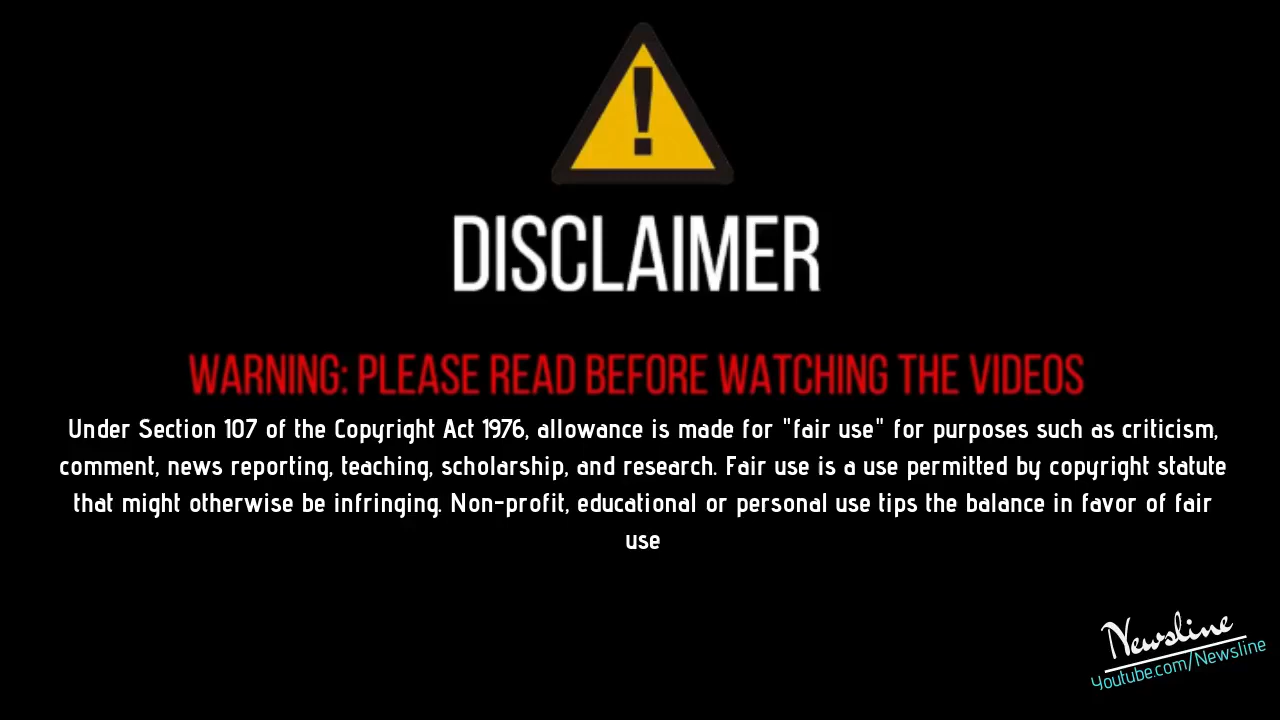 DISCLAIMER
WARNING: PLEASE READ BEFORE WATCHING THE VIDEOS
Under Section 107 of the Copyright Act 1976, allowance is made for "fair use" for purposes such as criticism,
comment, news reporting, teaching, scholarship, and research. Fair use is a use permitted by copyright statute
that might otherwise be infringing. Non-profit, educational or personal use tips the balance in favor of fair
use
Newsline
Youtube.com/Newsline